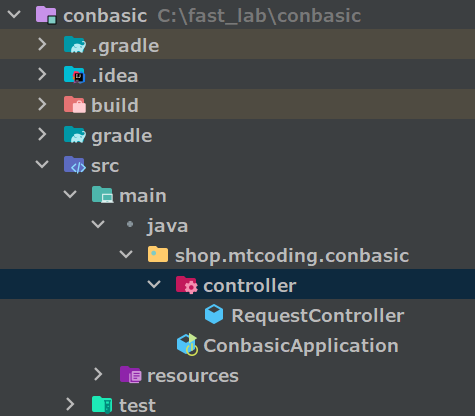 conbasic C:\fast_lab\conbasic
.gradle
.idea
build
gradle
src
main
java
shop.mtcoding.conbasic
controller
RequestController
ConbasicApplication
resources
test